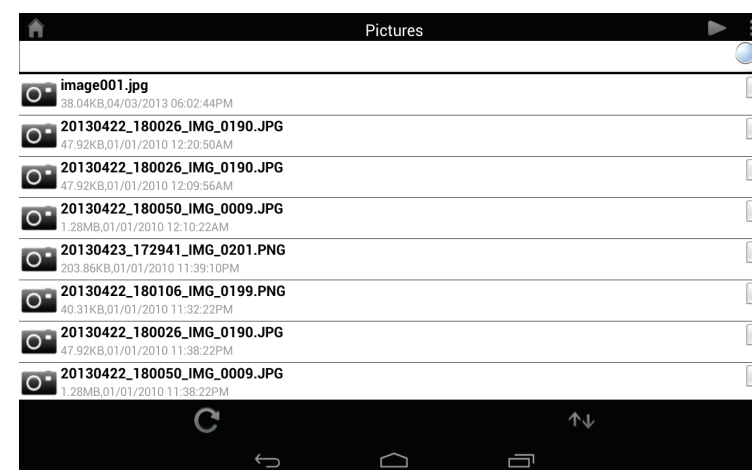 Pictures
image001.jpg
38.04KB,04/03/2013 06:02:44PM
20130422_180026_IMG_0190.JPG
47.92KB,01/01/2010 12:20:50AM
20130422_180026_IMG_0190.JPG
47.92KB,01/01/2010 12:09:56AM
20130422_180050_IMG_0009.JPG
1.28MB,01/01/2010 12:10:22AM
20130423_172941_IMG_0201.PNG
203.86KB,01/01/2010 11:39:10PM
20130422_180106_IMG_0199.PNG
40.31KB,01/01/2010 11:32:22PM
20130422_180026_IMG_0190.JPG
47.92KB,01/01/2010 11:38:22PM
20130422_180050_IMG_0009.JPG
1.28MB,01/01/2010 11:38:22PM